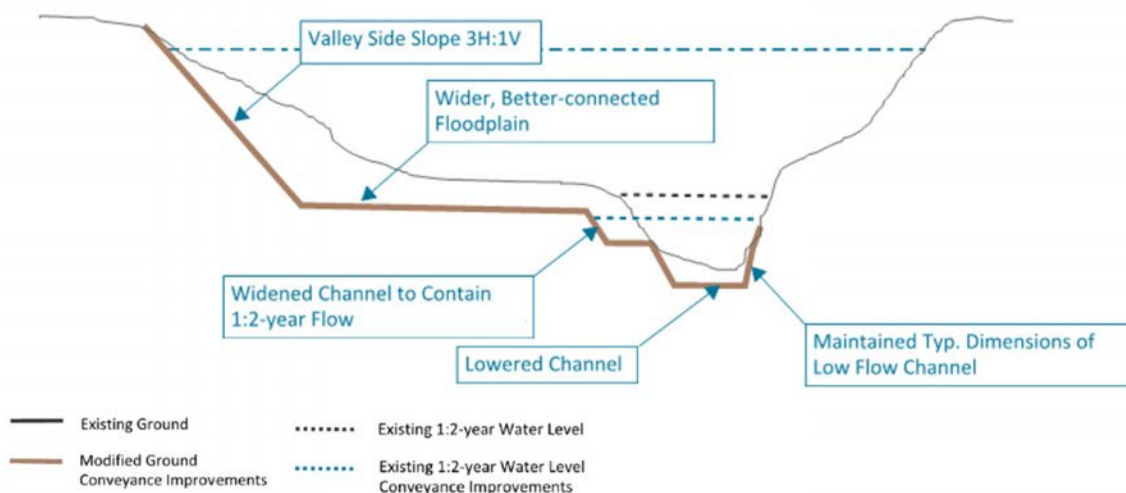 Valley Side Slope 3H:1V
Wider, Better-connected
Floodplain
Widened Channel to Contain
1:2-year Flow
Lowered Channel
Maintained Typ. Dimensions of
Low Flow Channel
Existing Ground
Modified Ground
Conveyance Improvements
Existing 1:2-year Water Level
Existing 1:2-year Water Level
Conveyance Improvements